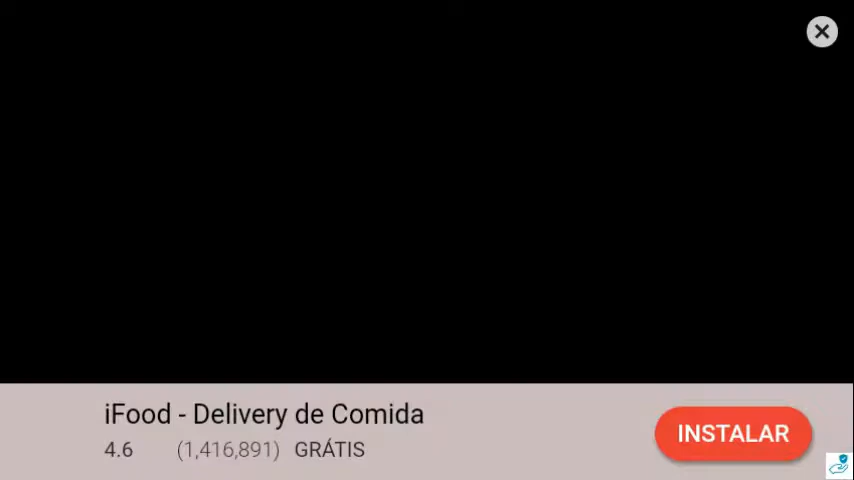 iFood - Delivery de Comida
4.6 (1,416,891) GRÁTIS
INSTALAR